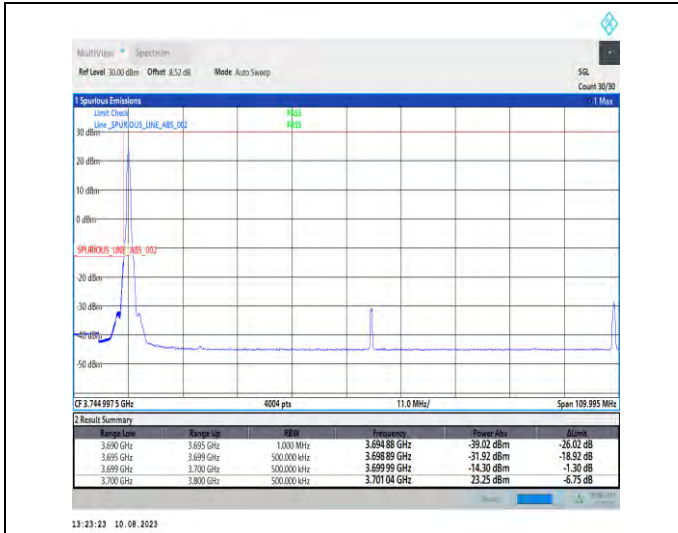 MultiView Spectrum
Ref Level 30.00 dBm Offset 8.52 dB Mode Auto Sweep SGL
Count 30/30
1 Spurious Emissions 1 Max
Limit Check PASS
Line _SPURIOUS_LINE_ABS_002 PASS
30 dBm
20 dBm
10 dBm
0 dBm
SPURIOUS_LINE_ABS_002
-20 dBm
-30 dBm
-40 dBm
-50 dBm
CF 3.744 997 5 GHz 4004 pts 11.0 MHz/ Span 109.995 MHz
2 Result Summary
Range Low Range Up RBW Frequency Power Abs ΔLimit
3.690 GHz 3.695 GHz 1.000 MHz 3.694 88 GHz -39.02 dBm -26.02 dB
3.695 GHz 3.699 GHz 500.000 kHz 3.698 89 GHz -31.92 dBm -18.92 dB
3.699 GHz 3.700 GHz 500.000 kHz 3.699 99 GHz -14.30 dBm -1.30 dB
3.700 GHz 3.800 GHz 500.000 kHz 3.701 04 GHz 23.25 dBm -6.75 dB
13:23:23 10.08.2023